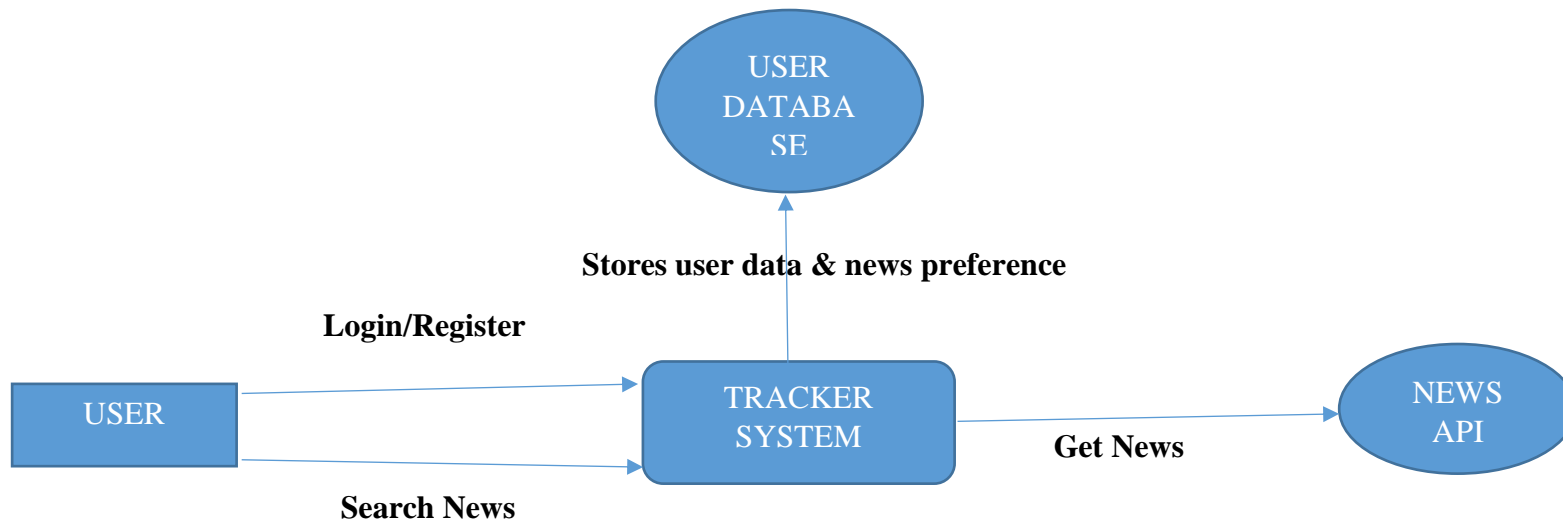 USER
DATABA
SE
Stores user data & news preference
Login/Register
USER
TRACKER
SYSTEM
NEWS
API
Get News
Search News